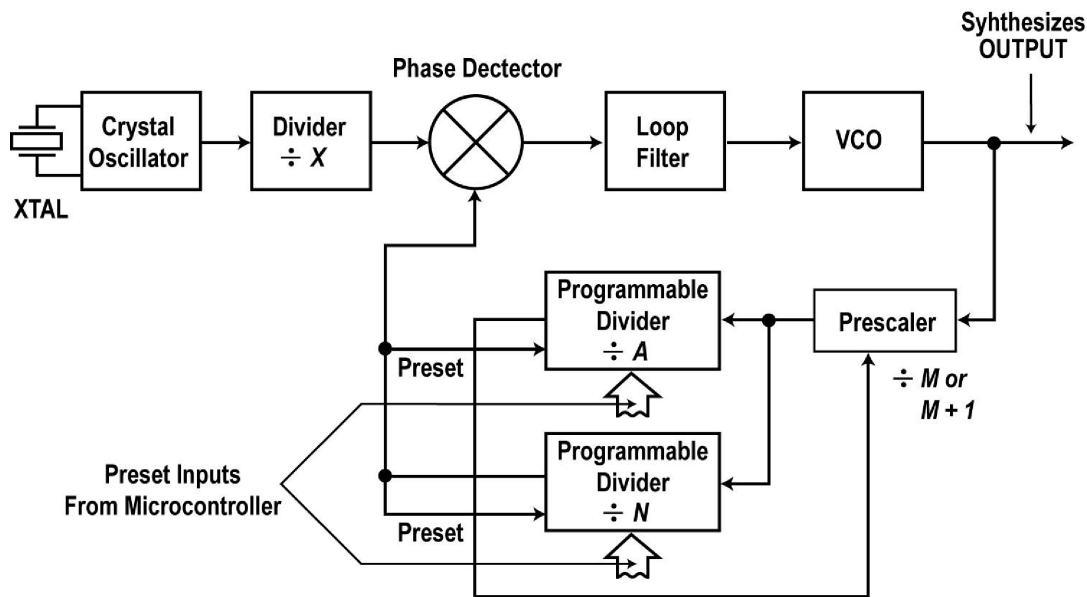 Syhthesizes
OUTPUT
Phase Dectector
Crystal
Oscillator
Divider
÷ X
Loop
Filter
VCO
XTAL
Programmable
Divider
÷ A
Prescaler
÷ M or
M + 1
Preset
Programmable
Divider
÷ N
Preset Inputs
From Microcontroller
Preset